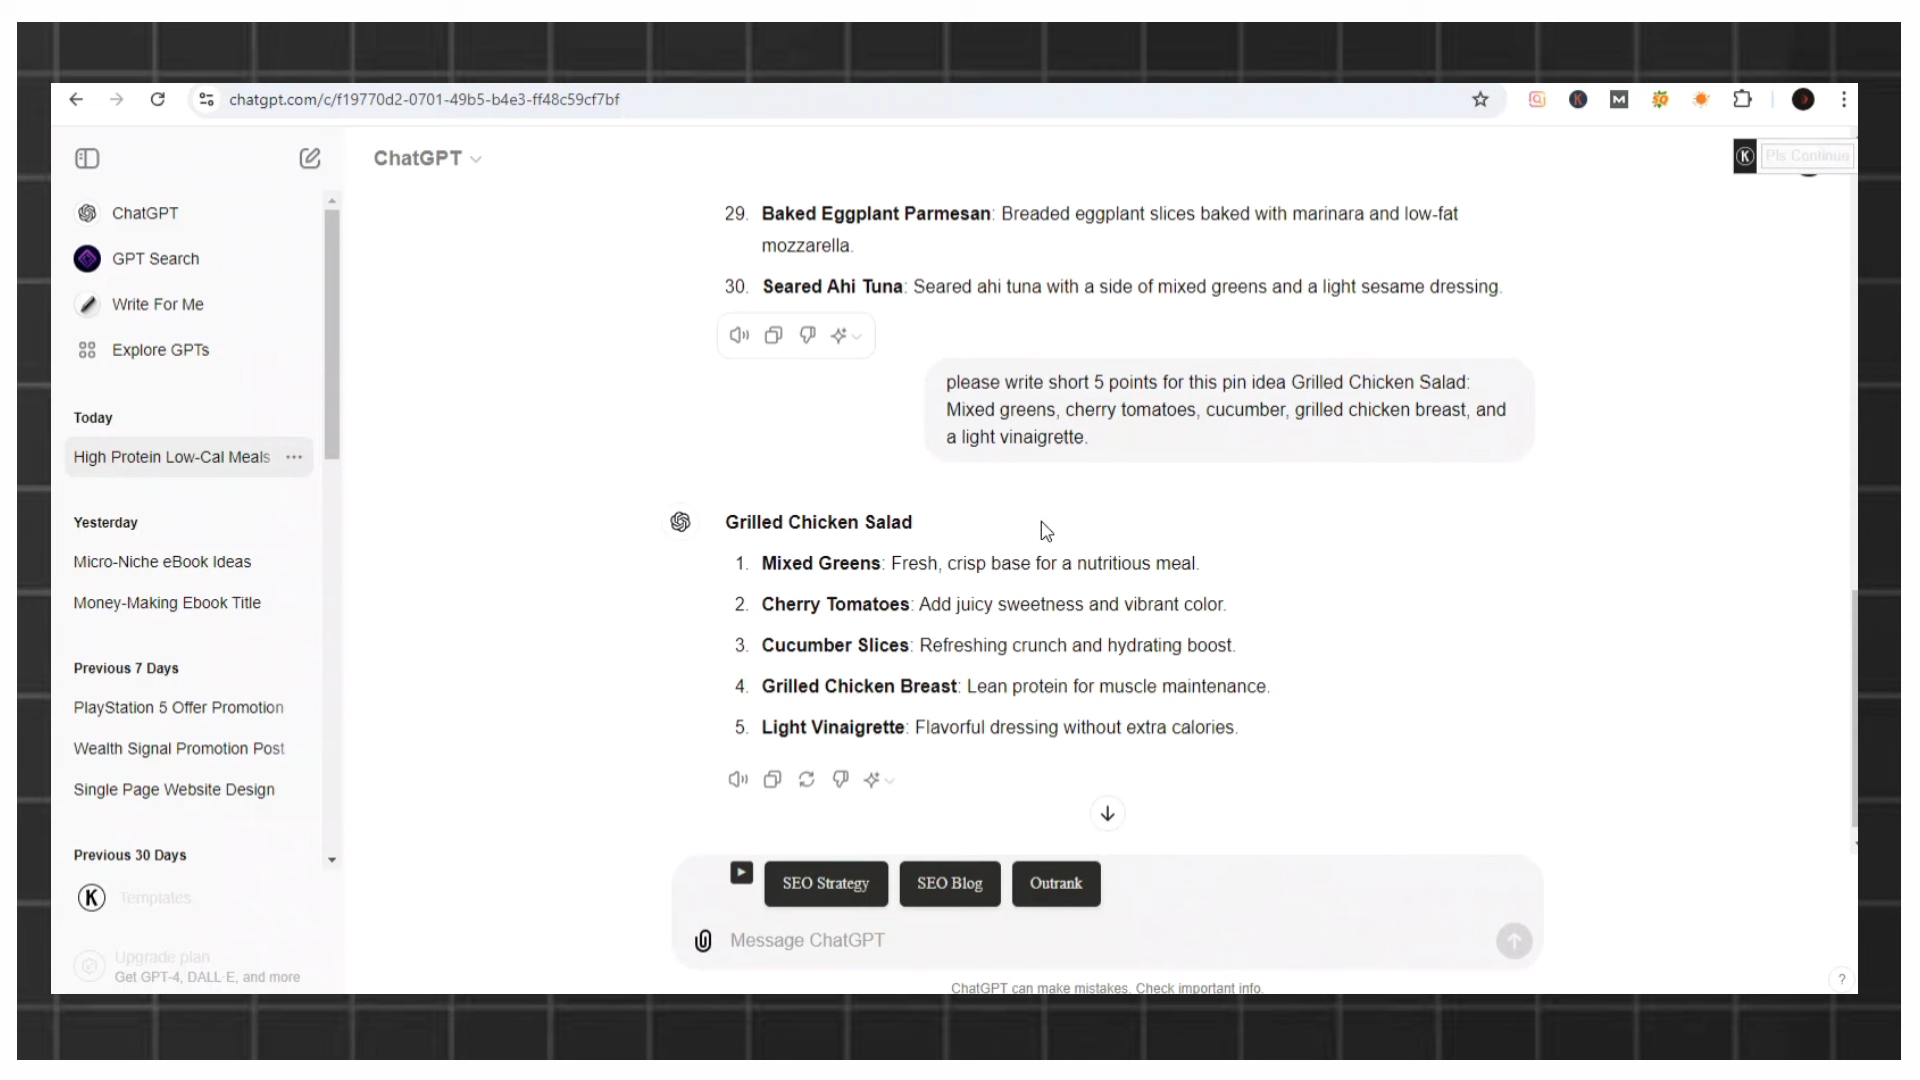 chatgpt.com/c/f19770d2-0701-49b5-b4e3-ff48c59cf7bf
ChatGPT
Pls Continue
ChatGPT
GPT Search
Write For Me
Explore GPTs
Today
High Protein Low-Cal Meals
Yesterday
Micro-Niche eBook Ideas
Money-Making Ebook Title
Previous 7 Days
PlayStation 5 Offer Promotion
Wealth Signal Promotion Post
Single Page Website Design
Previous 30 Days
Templates
Upgrade plan
Get GPT-4, DALL·E, and more
29. Baked Eggplant Parmesan: Breaded eggplant slices baked with marinara and low-fat
mozzarella.
30. Seared Ahi Tuna: Seared ahi tuna with a side of mixed greens and a light sesame dressing.
please write short 5 points for this pin idea Grilled Chicken Salad:
Mixed greens, cherry tomatoes, cucumber, grilled chicken breast, and
a light vinaigrette.
Grilled Chicken Salad
1. Mixed Greens: Fresh, crisp base for a nutritious meal.
2. Cherry Tomatoes: Add juicy sweetness and vibrant color.
3. Cucumber Slices: Refreshing crunch and hydrating boost.
4. Grilled Chicken Breast: Lean protein for muscle maintenance.
5. Light Vinaigrette: Flavorful dressing without extra calories.
SEO Strategy
SEO Blog
Outrank
Message ChatGPT
ChatGPT can make mistakes. Check important info.
?